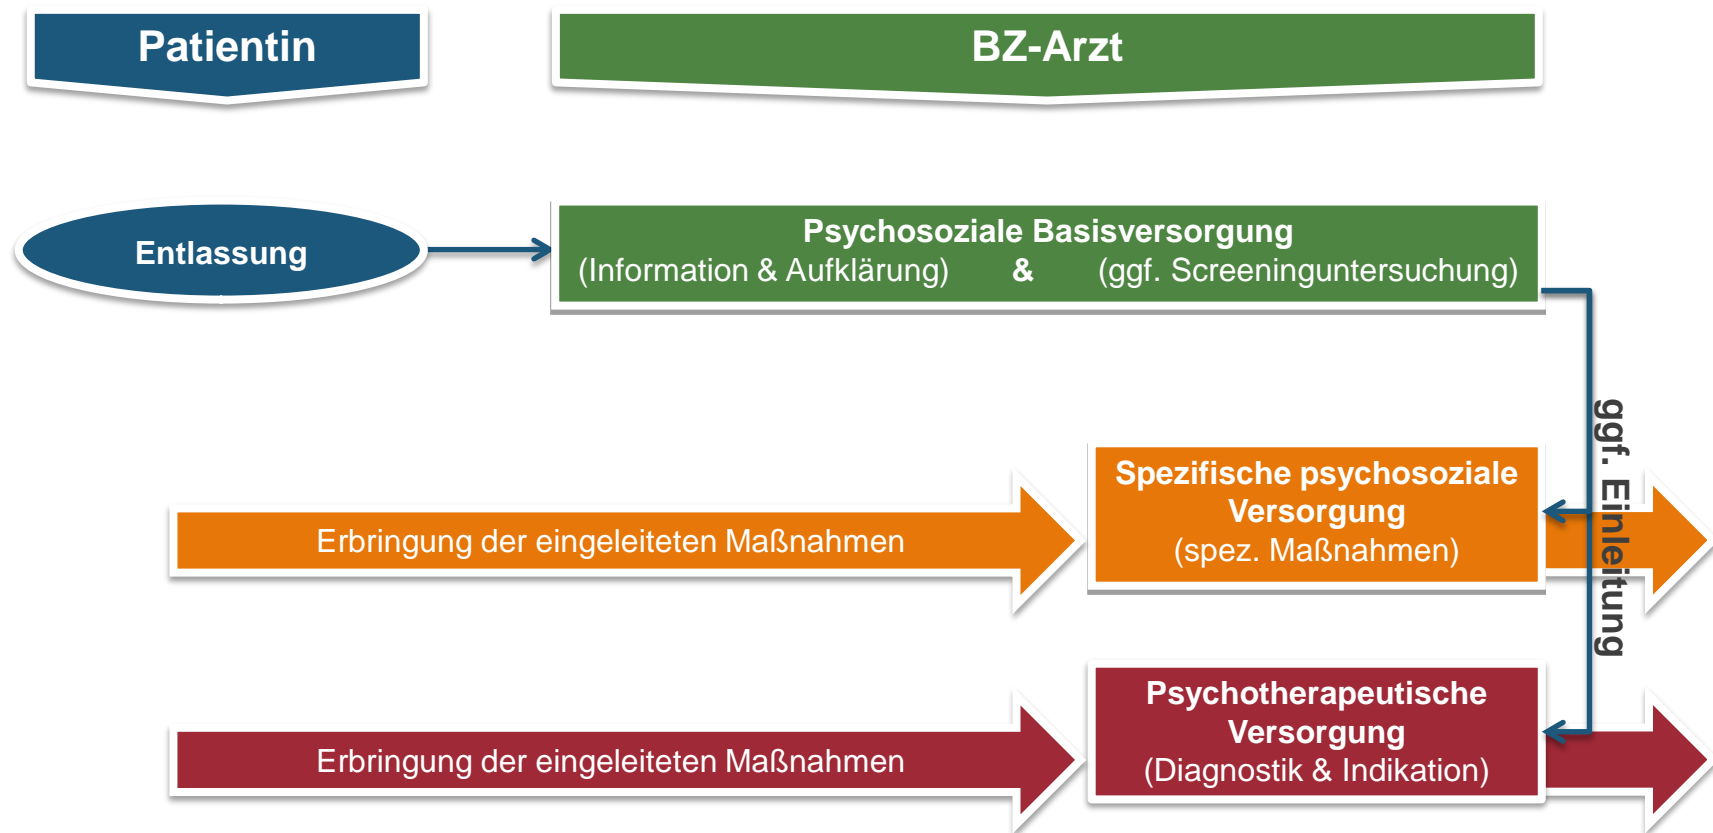 Patientin
BZ-Arzt
Entlassung
Psychosoziale Basisversorgung
(Information & Aufklärung) & (ggf. Screeninguntersuchung)
ggf. Einleitung
Erbringung der eingeleiteten Maßnahmen
Spezifische psychosoziale
Versorgung
(spez. Maßnahmen)
Erbringung der eingeleiteten Maßnahmen
Psychotherapeutische
Versorgung
(Diagnostik & Indikation)